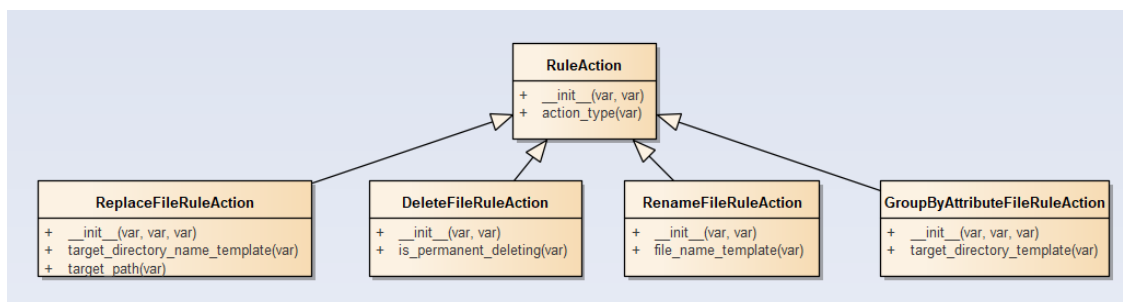 RuleAction
+ __init__(var, var)
+ action_type(var)
ReplaceFileRuleAction
+ __init__(var, var, var)
+ target_directory_name_template(var)
+ target_path(var)
DeleteFileRuleAction
+ __init__(var, var)
+ is_permanent_deleting(var)
RenameFileRuleAction
+ __init__(var, var)
+ file_name_template(var)
GroupByAttributeFileRuleAction
+ __init__(var, var, var)
+ target_directory_template(var)